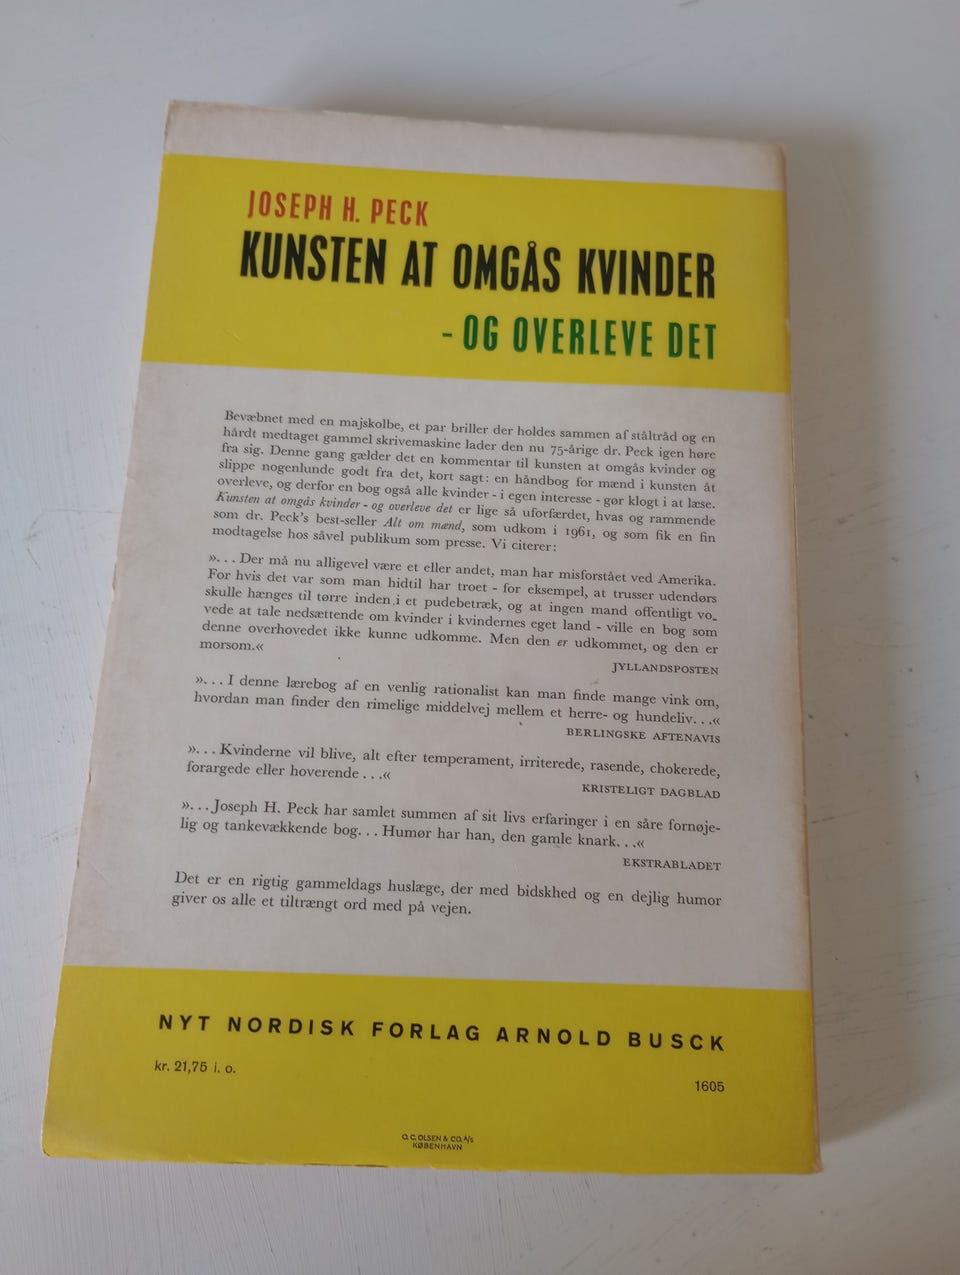 JOSEPH H. PECK
KUNSTEN AT OMGÅS KVINDER
- OG OVERLEVE DET
Bevæbnet med en majskolbe, et par briller der holdes sammen af ståltråd og en
hårdt medtaget gammel skrivemaskine lader den nu 75-årige dr. Peck igen høre
fra sig. Denne gang gælder det en kommentar til kunsten at omgås kvinder og
slippe nogenlunde godt fra det, kort sagt: en håndbog for mænd i kunsten åt
overleve, og derfor en bog også alle kvinder - i egen interesse - gør klogt i at læse.
Kunsten at omgås kvinder - og overleve det er lige så uforfærdet, hvas og rammende
som dr. Peck's best-seller Alt om mænd, som udkom i 1961, og som fik en fin
modtagelse hos såvel publikum som presse. Vi citerer:
»... Der må nu alligevel være et eller andet, man har misforstået ved Amerika.
For hvis det var som man hidtil har troet - for eksempel, at trusser udendørs
skulle hænges til tørre inden i et pudebetræk, og at ingen mand offentligt vo-
vede at tale nedsættende om kvinder i kvindernes eget land - ville en bog som
denne overhovedet ikke kunne udkomme. Men den er udkommet, og den er
morsom.«
JYLLANDSPOSTEN
»... I denne lærebog af en venlig rationalist kan man finde mange vink om,
hvordan man finder den rimelige middelvej mellem et herre- og hundeliv...«
BERLINGSKE AFTENAVIS
»... Kvinderne vil blive, alt efter temperament, irriterede, rasende, chokerede,
forargede eller hoverende ...«
KRISTELIGT DAGBLAD
»... Joseph H. Peck har samlet summen af sit livs erfaringer i en såre fornøje-
lig og tankevækkende bog... Humør har han, den gamle knark...«
EKSTRABLADET
Det er en rigtig gammeldags huslæge, der med bidskhed og en dejlig humor
giver os alle et tiltrængt ord med på vejen.
NYT NORDISK FORLAG ARNOLD BUSCK
kr. 21,75 i. o.
1605
O. C. OLSEN & CO. A/S
KØBENHAVN